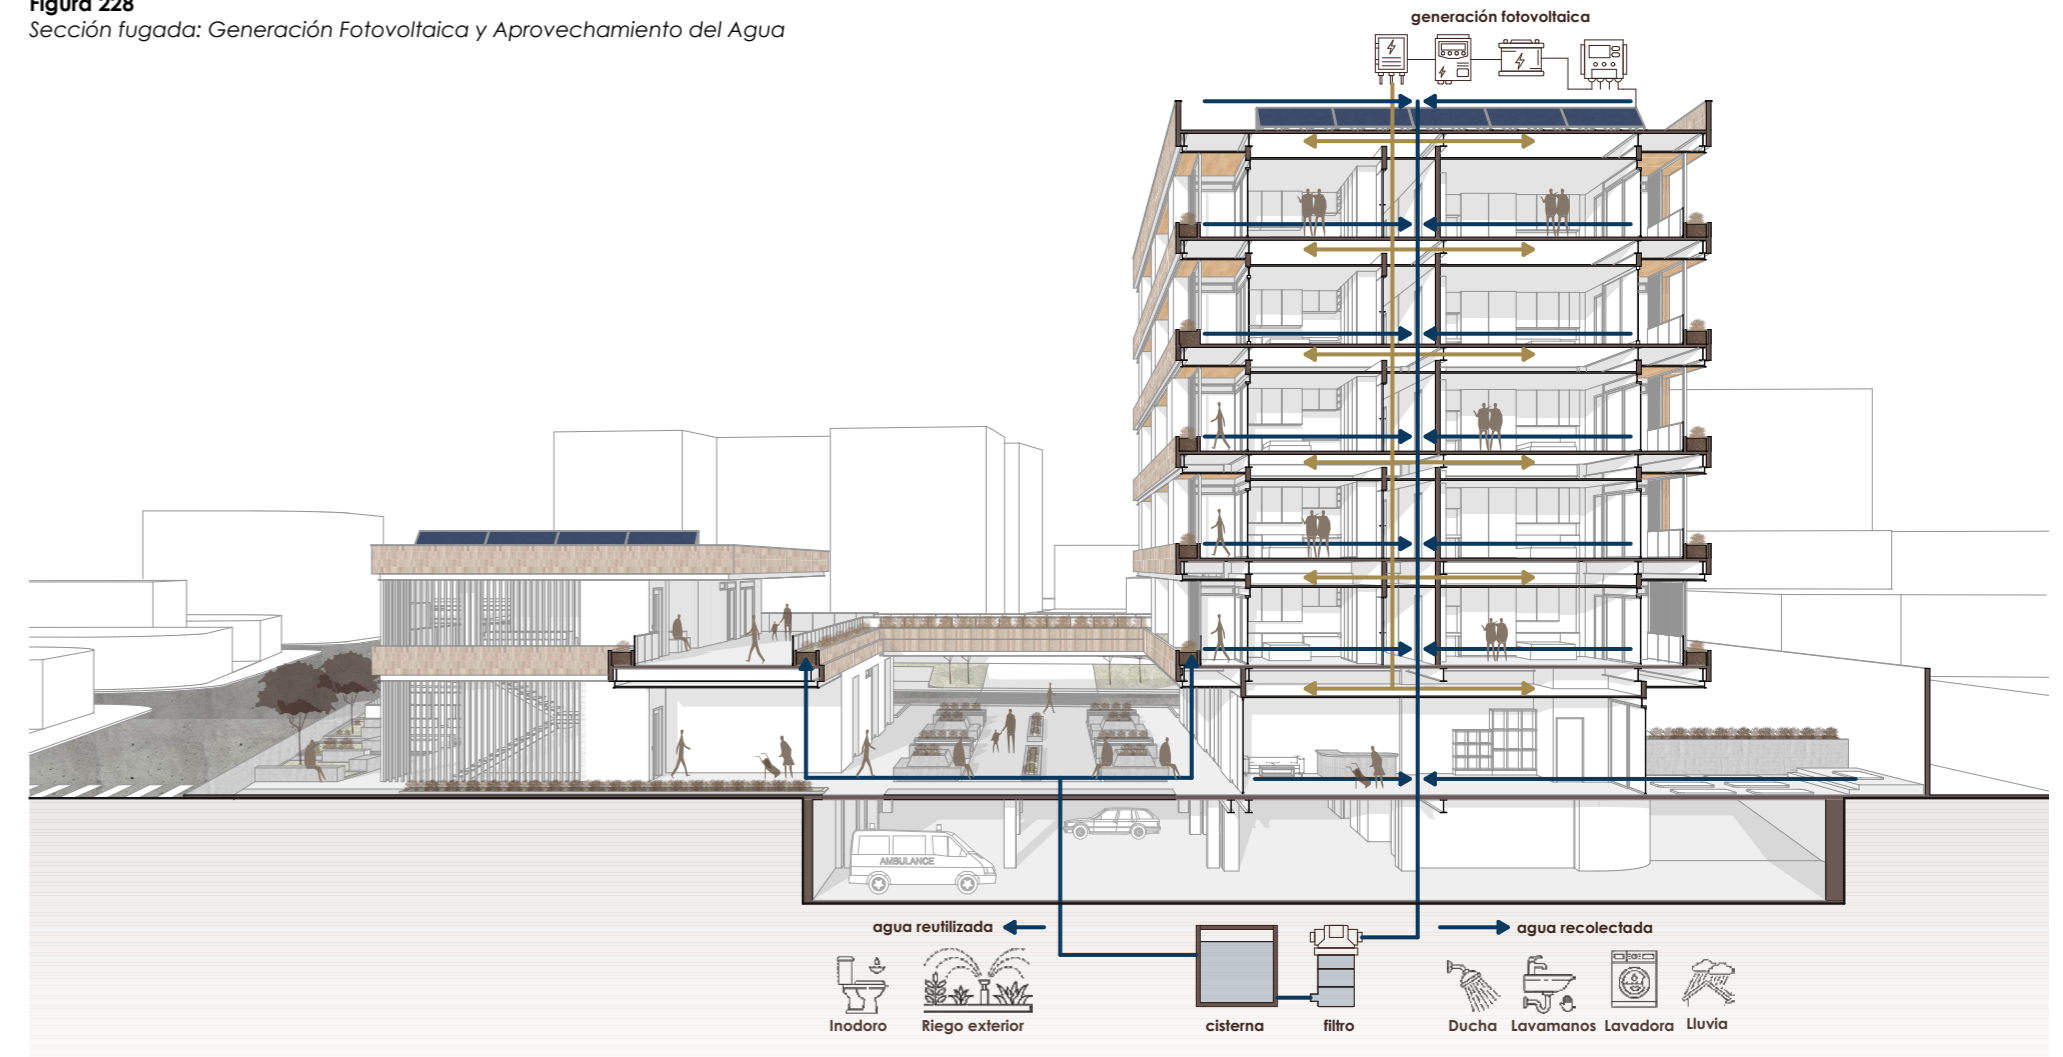 Figura 228
Sección fugada: Generación Fotovoltaica y Aprovechamiento del Agua
generación fotovoltaica
AMBULANCE
agua reutilizada
agua recolectada
Inodoro
Riego exterior
cisterna
filtro
Ducha
Lavamanos
Lavadora
Lluvia